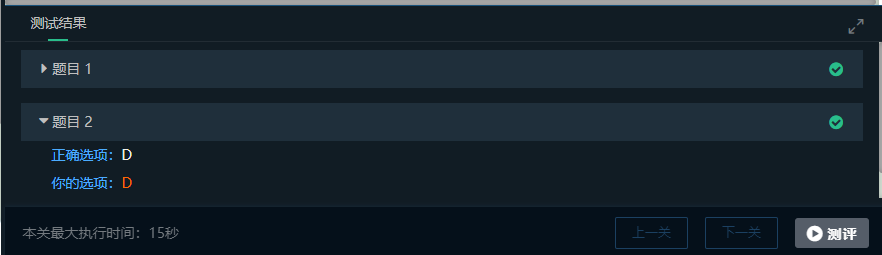 测试结果
题目 1
题目 2
正确选项：D
你的选项：D
本关最大执行时间：15秒
上一关
下一关
测评